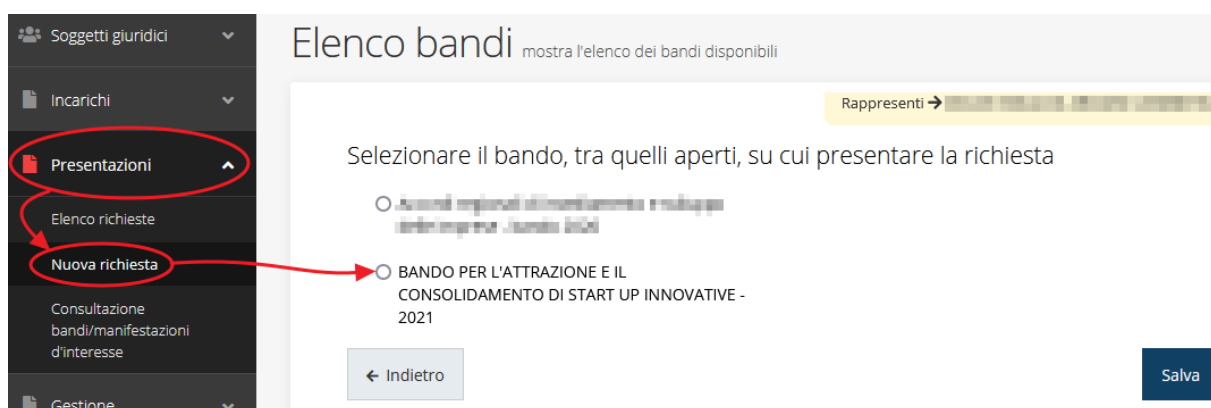 Soggetti giuridici
Incarichi
Presentazioni
Elenco richieste
Nuova richiesta
Consultazione
bandi/manifestazioni
d'interesse
Gestione
Elenco bandi mostra l'elenco dei bandi disponibili
Rappresenti →
Selezionare il bando, tra quelli aperti, su cui presentare la richiesta
BANDO PER L'ATTRAZIONE E IL
CONSOLIDAMENTO DI START UP INNOVATIVE -
2021
← Indietro
Salva